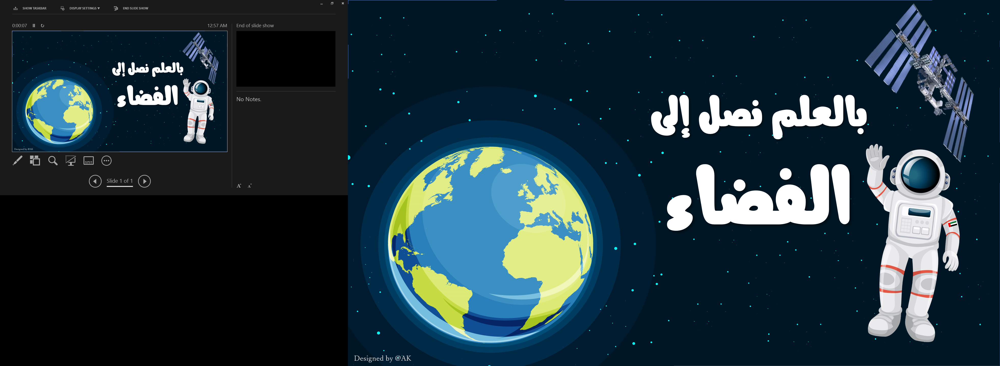 SHOW TASKBAR
DISPLAY SETTINGS ▼
END SLIDE SHOW
0:00:07
12:57 AM
بالعلم نصل إلى
الفضاء
Designed by @AK
Slide 1 of 1
End of slide show
No Notes.
A A
بالعلم نصل إلى
الفضاء
Designed by @AK